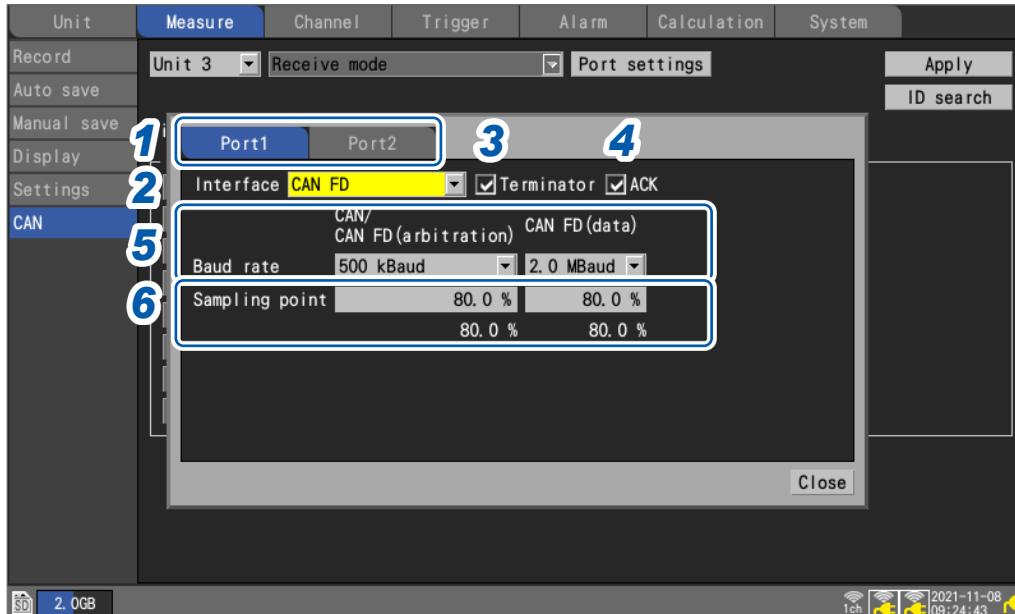 Unit Measure Channel Trigger Alarm Calculation System
Record
Unit 3 Receive mode Port settings Apply
Auto save
ID search
Manual save
1 Port1 Port2 3 4
Display
2 Interface CAN FD Terminator ACK
Settings
CAN
CAN/
CAN FD(arbitration) CAN FD(data)
5
Baud rate 500 kBaud 2.0 MBaud
6 Sampling point 80.0 % 80.0 %
80.0 % 80.0 %
Close
SD 2.0GB 1ch 2021-11-08
09:24:43